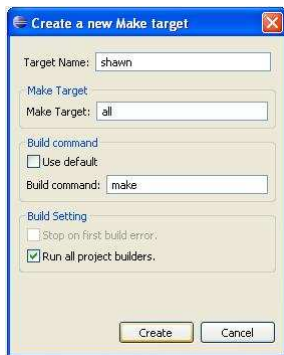 Create a new Make target
Target Name: shawn
Make Target
Make Target: all
Build command
Use default
Build command: make
Build Setting
Stop on first build error.
Run all project builders.
Create Cancel